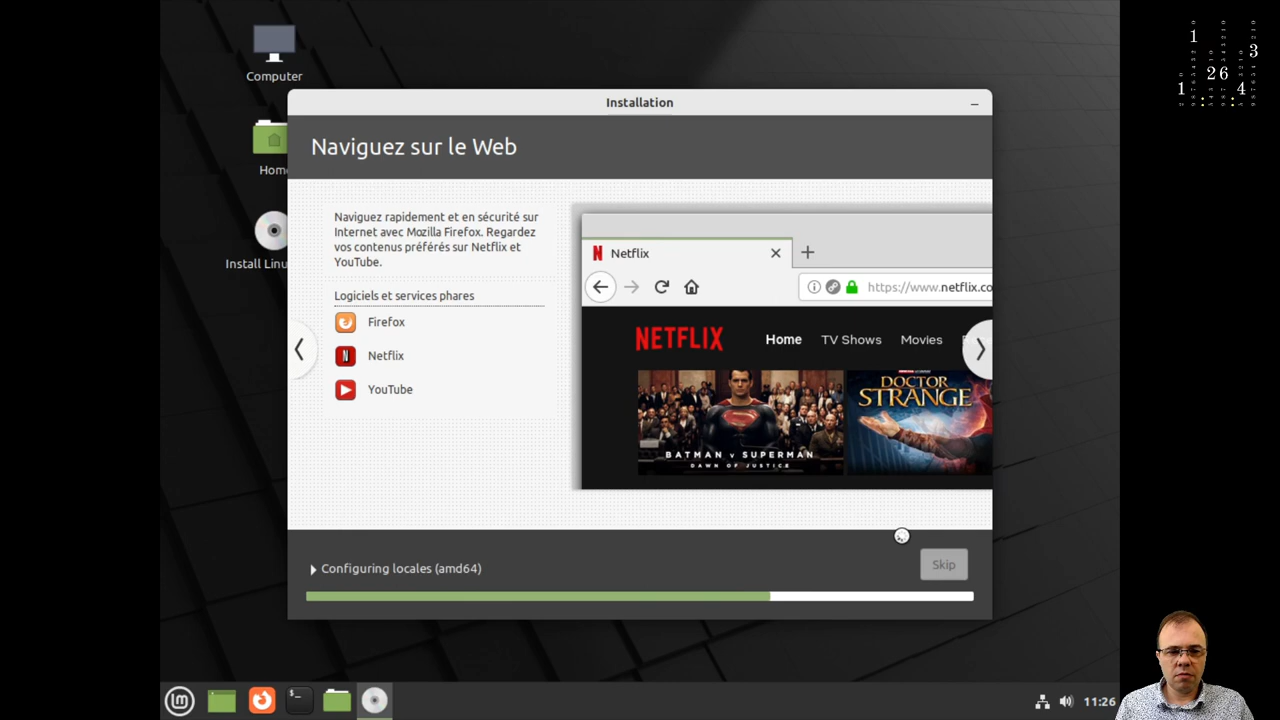 Computer
Home
Install Linu
Installation
Naviguez sur le Web
Naviguez rapidement et en sécurité sur
Internet avec Mozilla Firefox. Regardez
vos contenus préférés sur Netflix et
YouTube.
Logiciels et services phares
Firefox
Netflix
YouTube
Netflix
https://www.netflix.co
NETFLIX
Home
TV Shows
Movies
BATMAN v SUPERMAN
DAWN OF JUSTICE
DOCTOR
STRANGE
Configuring locales (amd64)
Skip
11:26